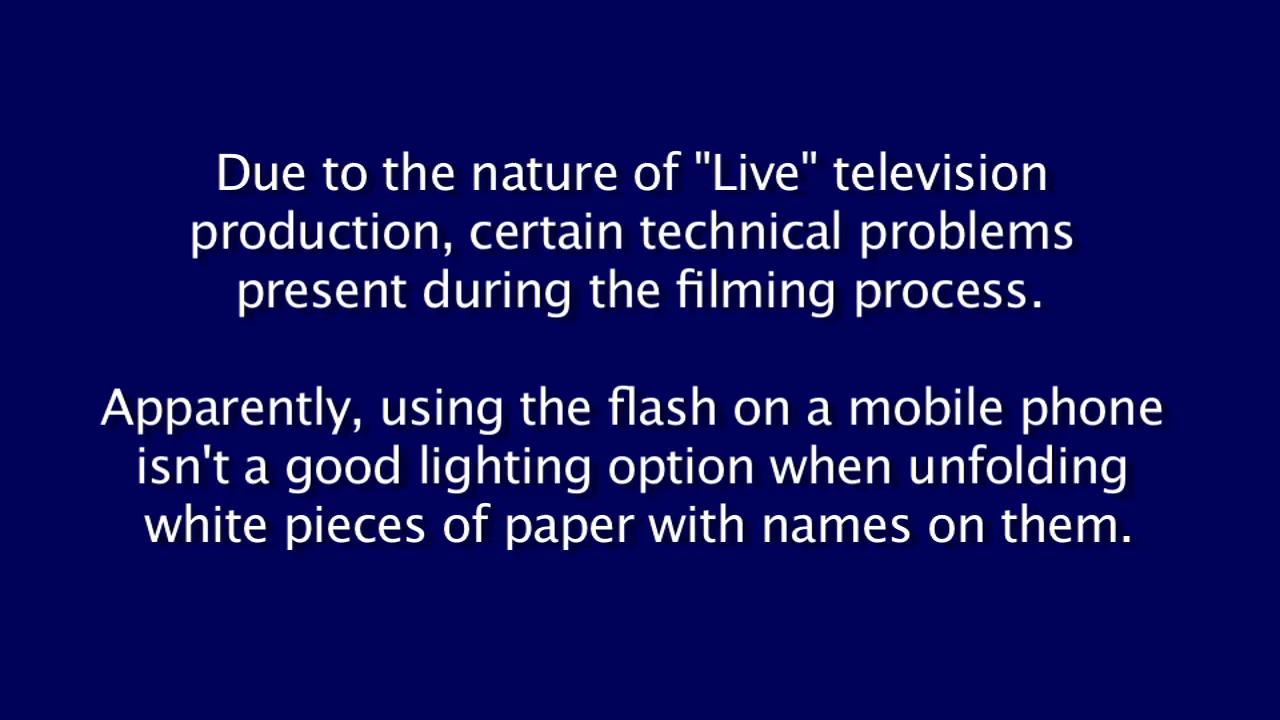 Due to the nature of "Live" television
production, certain technical problems
present during the filming process.
Apparently, using the flash on a mobile phone
isn't a good lighting option when unfolding
white pieces of paper with names on them.